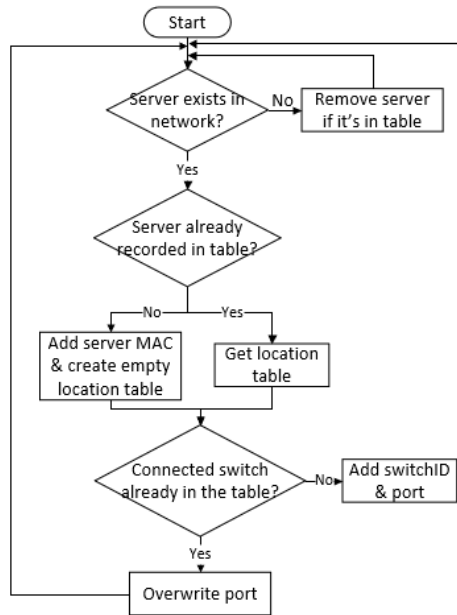 Start
Server exists in
network?
No
Remove server
if it's in table
Yes
Server already
recorded in table?
No
Yes
Add server MAC
& create empty
location table
Get location
table
Connected switch
already in the table?
No
Add switchID
& port
Yes
Overwrite port